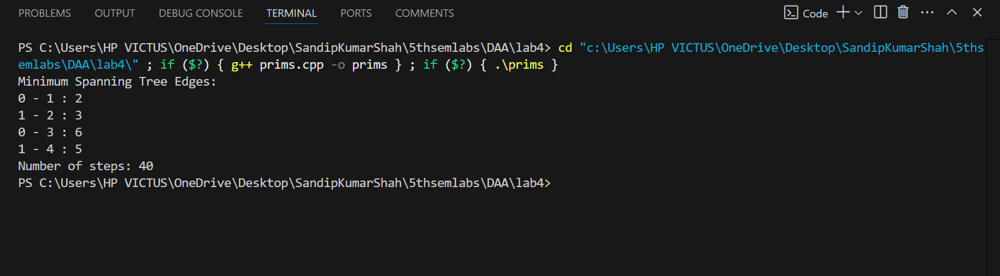 PROBLEMS OUTPUT DEBUG CONSOLE TERMINAL PORTS COMMENTS Code
PS C:\Users\HP VICTUS\OneDrive\Desktop\SandipKumarShah\5thsemlabs\DAA\lab4> cd "c:\Users\HP VICTUS\OneDrive\Desktop\SandipKumarShah\5ths
emlabs\DAA\lab4\" ; if ($?) { g++ prims.cpp -o prims } ; if ($?) { .\prims }
Minimum Spanning Tree Edges:
0 - 1 : 2
1 - 2 : 3
0 - 3 : 6
1 - 4 : 5
Number of steps: 40
PS C:\Users\HP VICTUS\OneDrive\Desktop\SandipKumarShah\5thsemlabs\DAA\lab4>